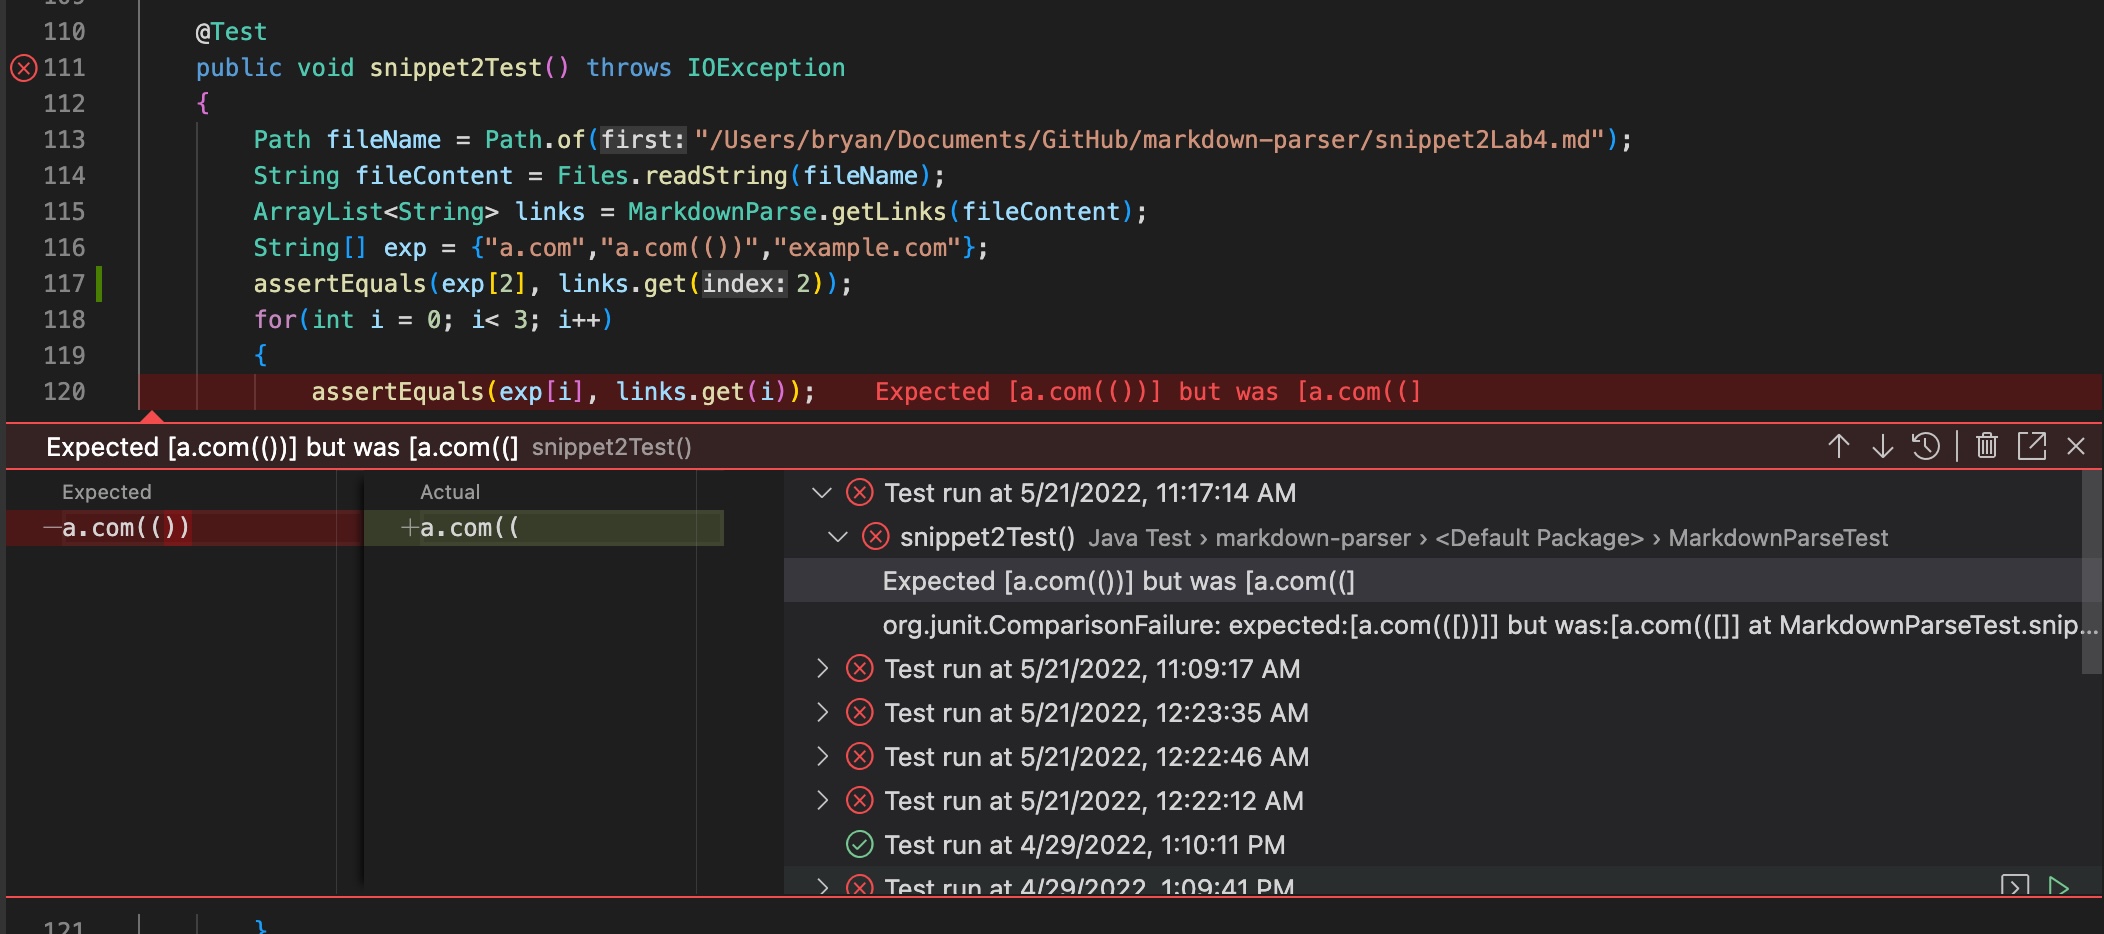 109
110 @Test
111 public void snippet2Test() throws IOException
112 {
113 Path fileName = Path.of(first: "/Users/bryan/Documents/GitHub/markdown-parser/snippet2Lab4.md");
114 String fileContent = Files.readString(fileName);
115 ArrayList<String> links = MarkdownParse.getLinks(fileContent);
116 String[] exp = {"a.com","a.com(())","example.com"};
117 assertEquals(exp[2], links.get(index: 2));
118 for(int i = 0; i< 3; i++)
119 {
120 assertEquals(exp[i], links.get(i)); Expected [a.com(())] but was [a.com((]
Expected [a.com(())] but was [a.com((] snippet2Test()
Expected
—a.com(())
Actual
+a.com((
Test run at 5/21/2022, 11:17:14 AM
snippet2Test() Java Test › markdown-parser › <Default Package> › MarkdownParseTest
Expected [a.com(())] but was [a.com((]
org.junit.ComparisonFailure: expected:[a.com(([))]] but was:[a.com(([]] at MarkdownParseTest.snip...
Test run at 5/21/2022, 11:09:17 AM
Test run at 5/21/2022, 12:23:35 AM
Test run at 5/21/2022, 12:22:46 AM
Test run at 5/21/2022, 12:22:12 AM
Test run at 4/29/2022, 1:10:11 PM
Test run at 4/29/2022, 1:09:41 PM
121 }